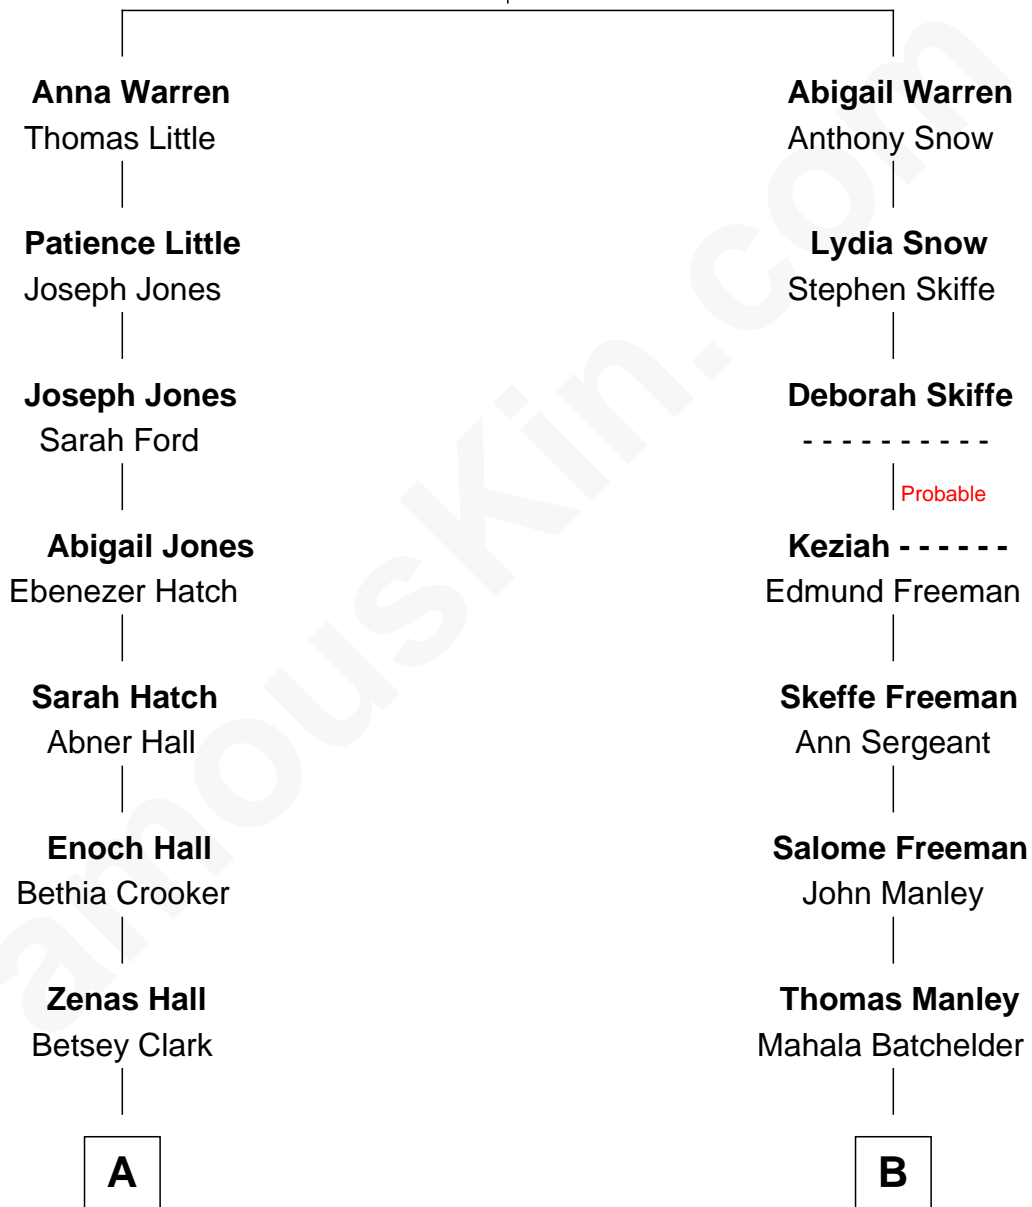 Anna Warren
Thomas Little
Patience Little
Joseph Jones
Joseph Jones
Sarah Ford
Abigail Jones
Ebenezer Hatch
Sarah Hatch
Abner Hall
Enoch Hall
Bethia Crooker
Zenas Hall
Betsey Clark
A
Abigail Warren
Anthony Snow
Lydia Snow
Stephen Skiffe
Deborah Skiffe
- - - - - - - - - -
Probable
Keziah - - - - - -
Edmund Freeman
Skeffe Freeman
Ann Sergeant
Salome Freeman
John Manley
Thomas Manley
Mahala Batchelder
B
amousKin.com